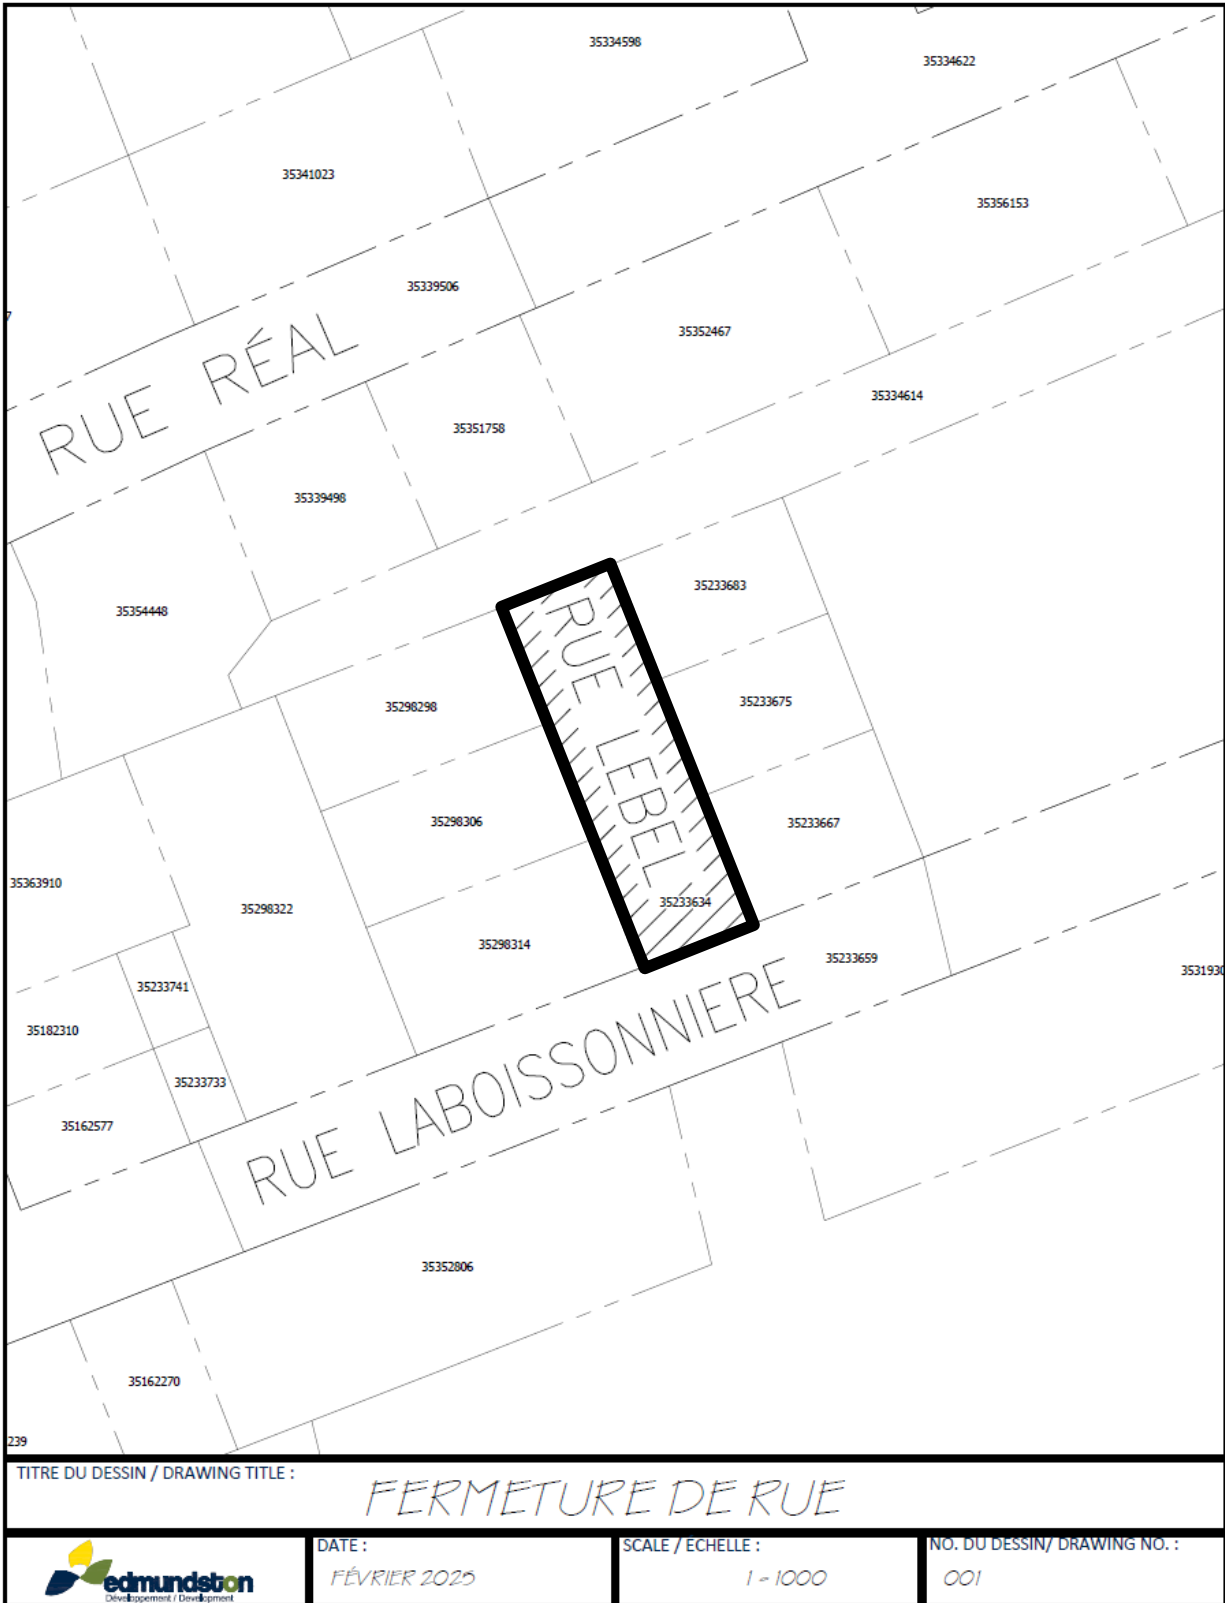 35334598
35334622
35341023
35356153
35339506
35352467
RUE RÉAL
35334614
35351758
35339498
35354448
35233683
RUE LEBEL
35298298
35233675
35298306
35233667
35363910
35298322
35233634
35298314
35233659
3531930
35233741
35182310
RUE LABOISSONNIERE
35233733
35162577
35352806
35162270
239
TITRE DU DESSIN / DRAWING TITLE :
FERMETURE DE RUE
edmundston
Développement / Development
DATE :
FÉVRIER 2025
SCALE / ECHELLE :
1 = 1000
NO. DU DESSIN/ DRAWING NO. :
001